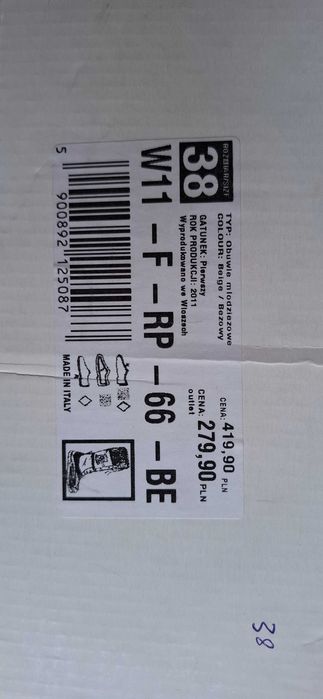 ROZMIAR/SIZE
38
TYP: Obuwie młodzieżowe
COLOUR: Beige / Beżowy
GATUNEK: Pierwszy
ROK PRODUKCJI: 2011
Wyprodukowano we Włoszech
CENA: 419,90 PLN
CENA: 279,90 PLN
outlet
W11 – F – RP – 66 – BE
5 900892 125087
MADE IN ITALY
38